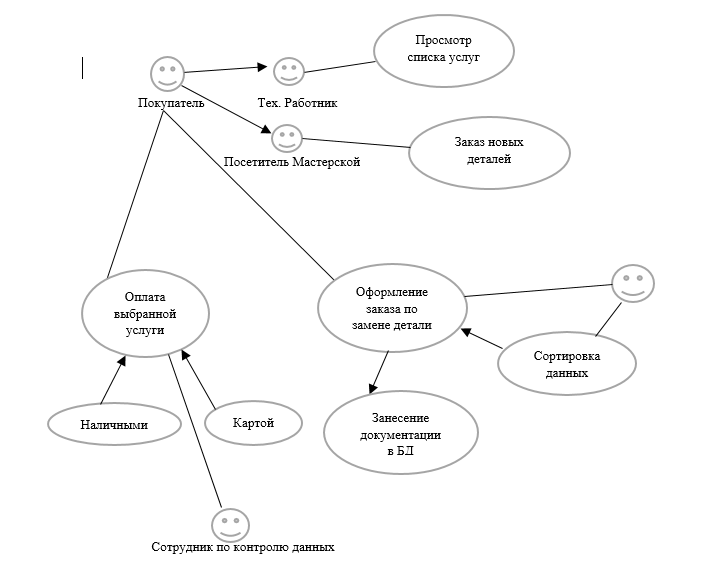 Просмотр
списка услуг
Покупатель
Тех. Работник
Заказ новых
деталей
Посетитель Мастерской
Оплата
выбранной
услуги
Оформление
заказа по
замене детали
Сортировка
данных
Наличными
Картой
Занесение
документации
в БД
Сотрудник по контролю данных